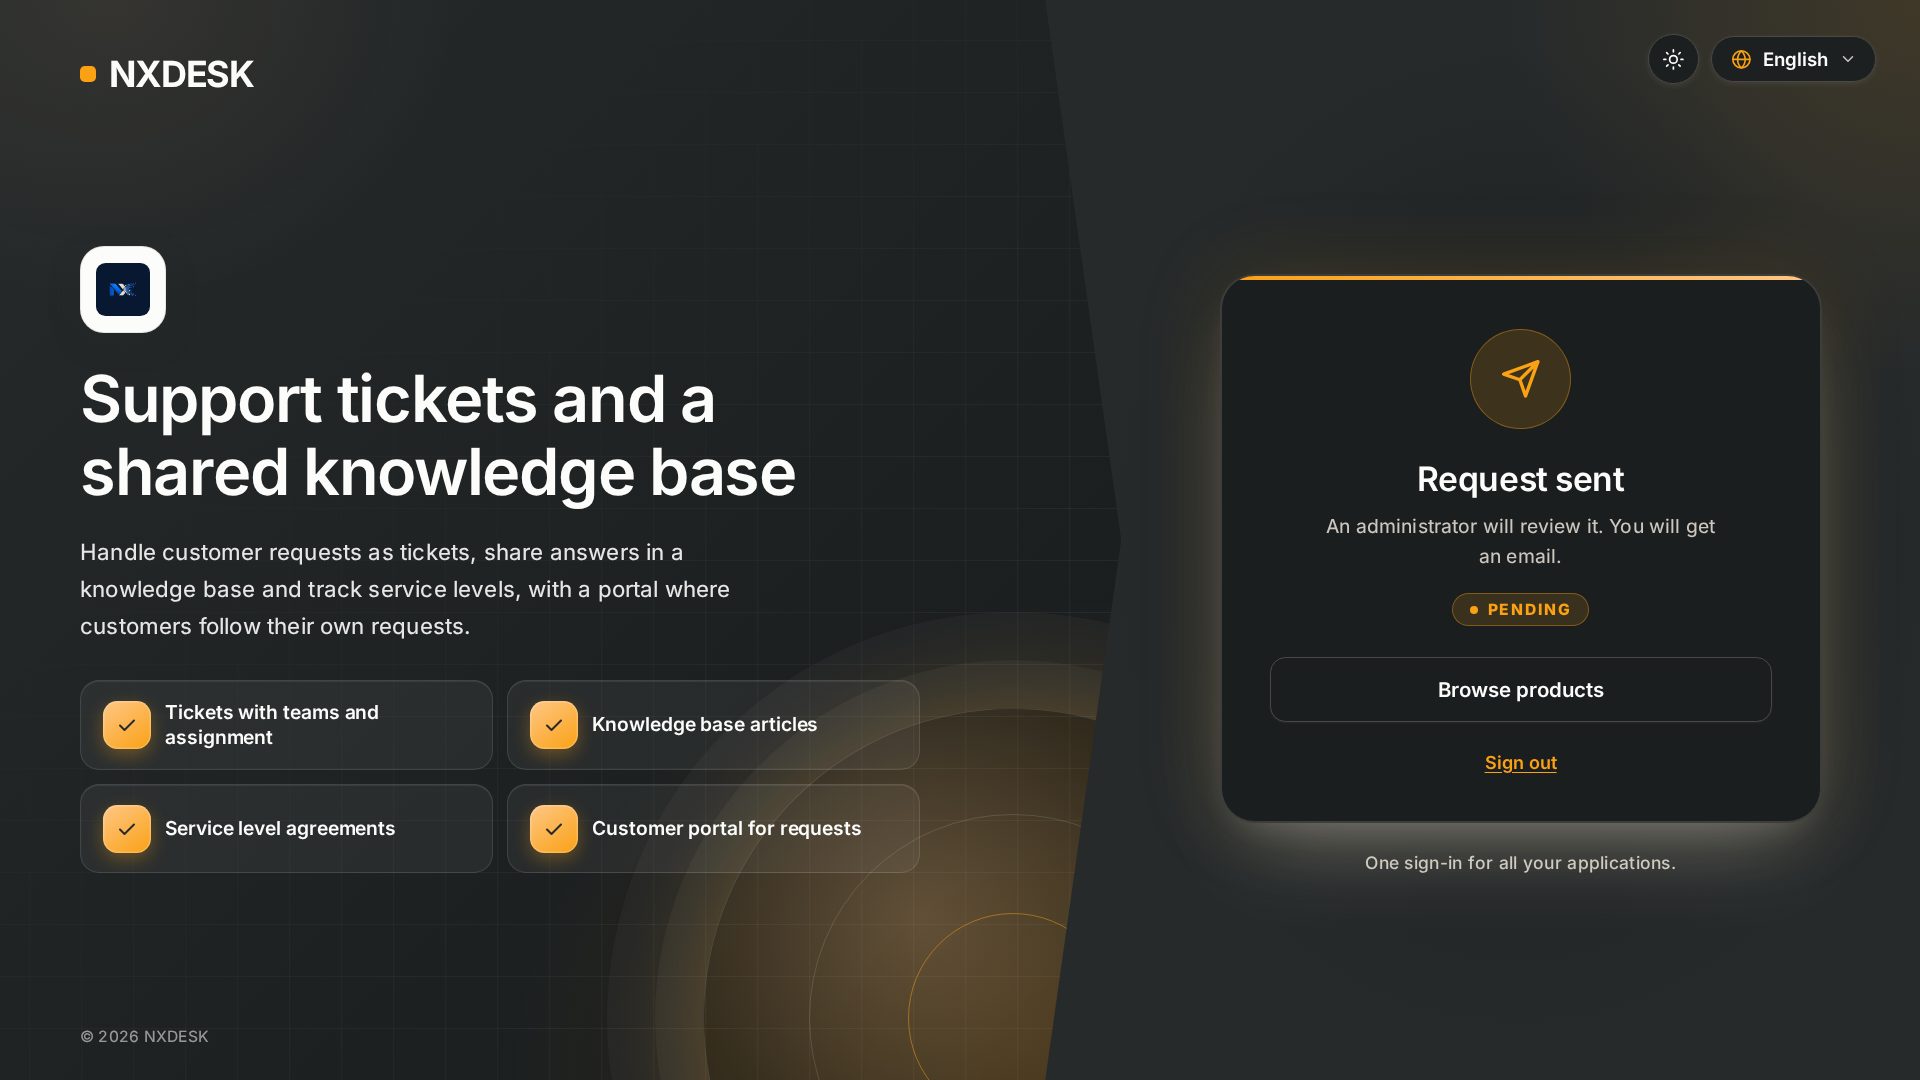 NXDESK
English
NX
Support tickets and a
shared knowledge base
Handle customer requests as tickets, share answers in a
knowledge base and track service levels, with a portal where
customers follow their own requests.
Tickets with teams and
assignment
Knowledge base articles
Service level agreements
Customer portal for requests
© 2026 NXDESK
Request sent
An administrator will review it. You will get
an email.
PENDING
Browse products
Sign out
One sign-in for all your applications.